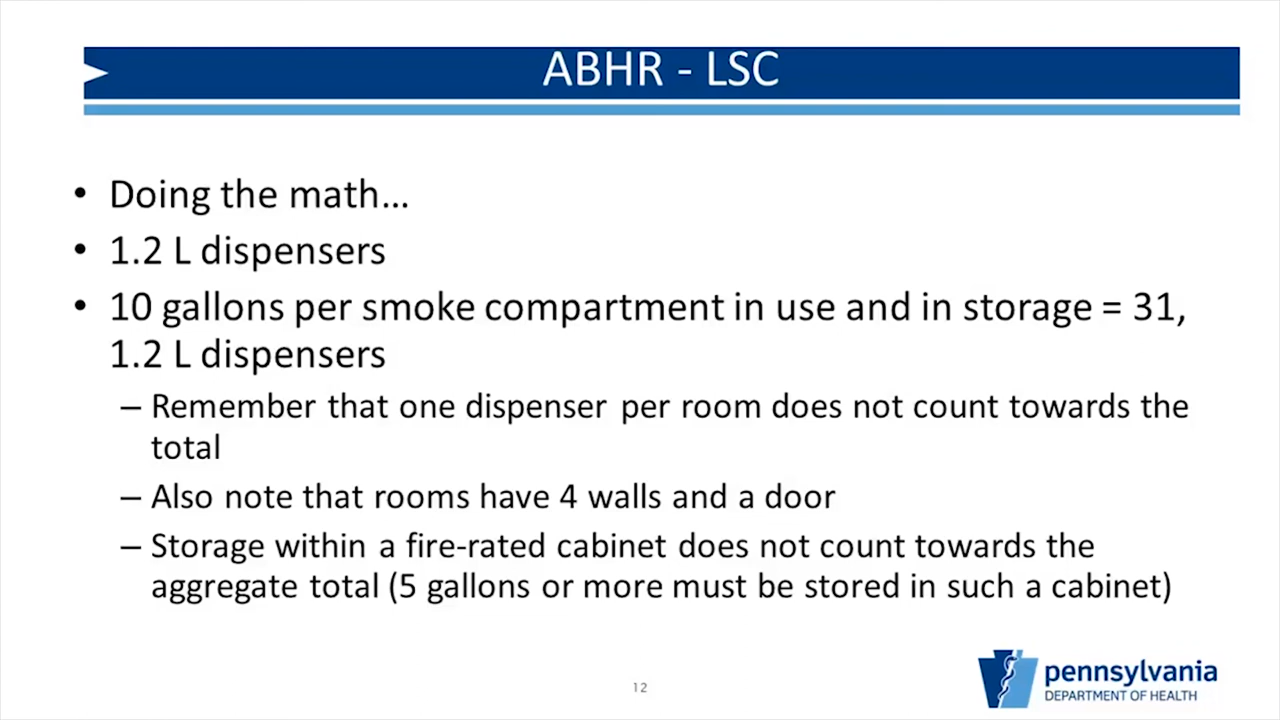 ABHR - LSC
• Doing the math…
• 1.2 L dispensers
• 10 gallons per smoke compartment in use and in storage = 31,
1.2 L dispensers
– Remember that one dispenser per room does not count towards the
total
– Also note that rooms have 4 walls and a door
– Storage within a fire-rated cabinet does not count towards the
aggregate total (5 gallons or more must be stored in such a cabinet)
12
pennsylvania
DEPARTMENT OF HEALTH